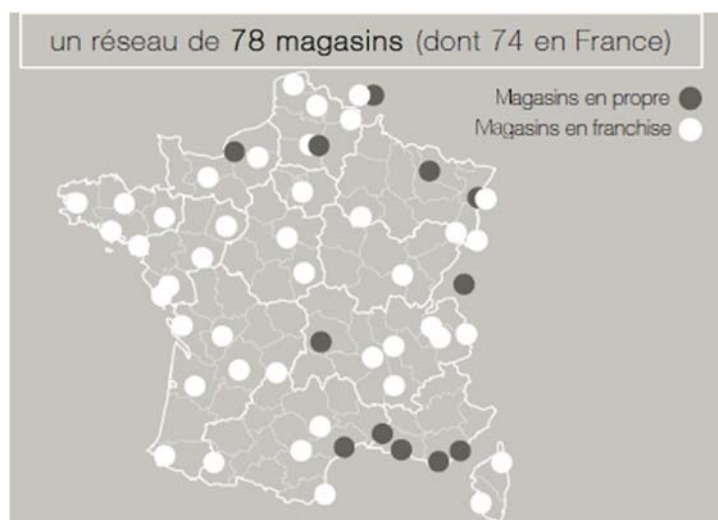 un réseau de 78 magasins (dont 74 en France)
Magasins en propre
Magasins en franchise